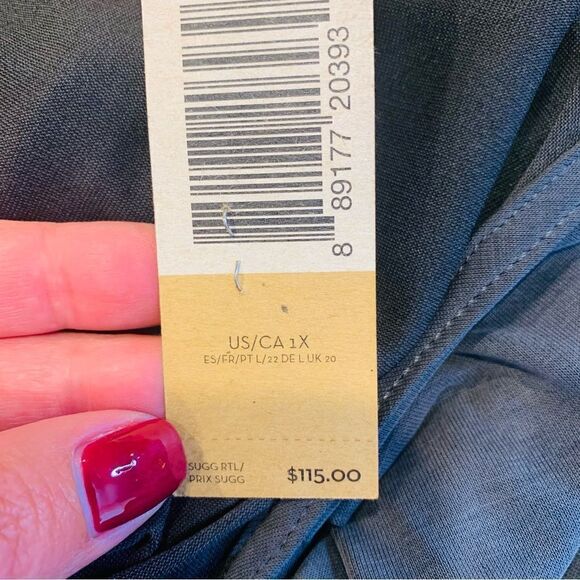 8 89177 20393
US/CA 1X
ES/FR/PT L/22 DE L UK 20
SUGG RTL/
PRIX SUGG
$115.00